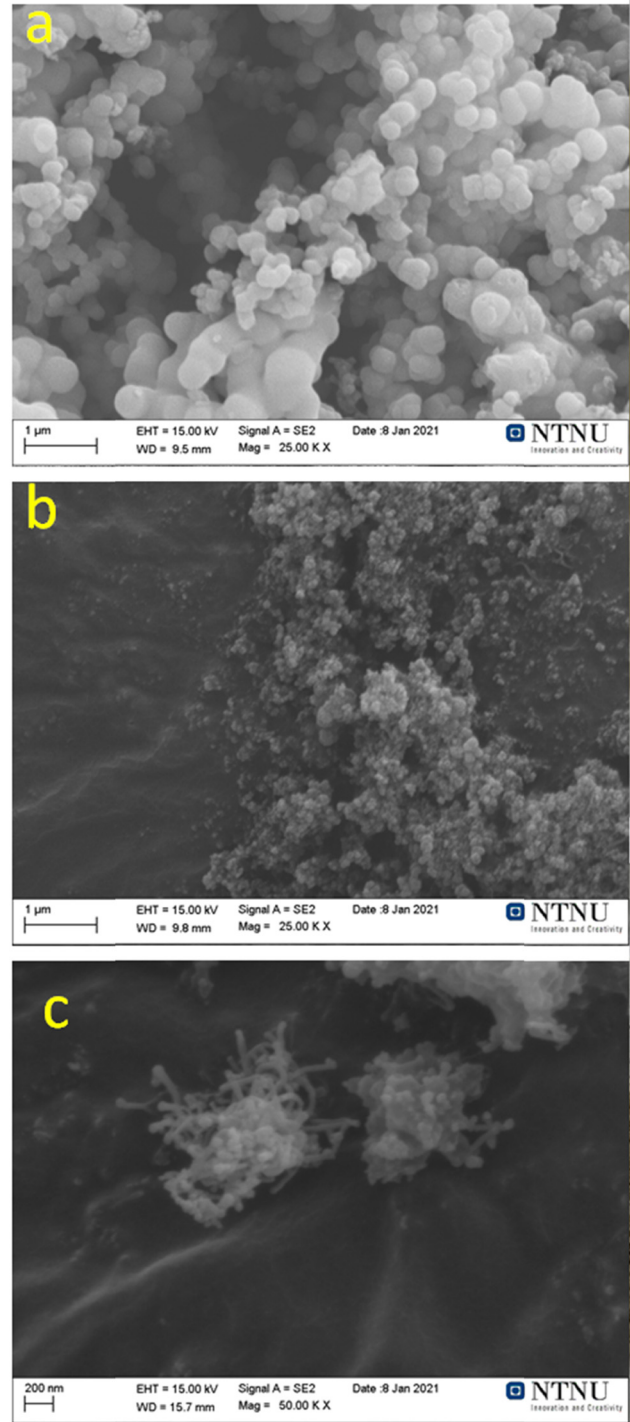 a
1 µm EHT = 15.00 kV Signal A = SE2 Date :8 Jan 2021 NTNU
WD = 9.5 mm Mag = 25.00 K X Innovation and Creativity
b
1 µm EHT = 15.00 kV Signal A = SE2 Date :8 Jan 2021 NTNU
WD = 9.8 mm Mag = 25.00 K X Innovation and Creativity
c
200 nm EHT = 15.00 kV Signal A = SE2 Date :8 Jan 2021 NTNU
WD = 15.7 mm Mag = 50.00 K X Innovation and Creativity